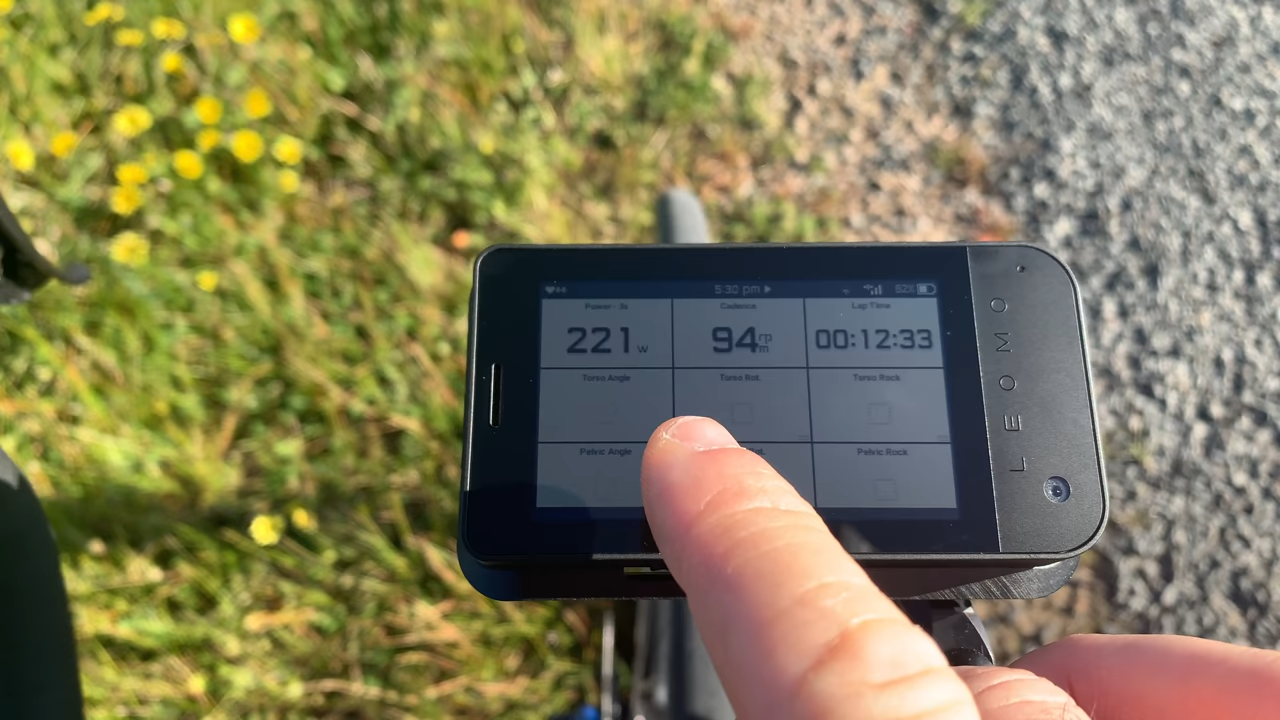 5:30 pm
82%
Power - 3s
Cadence
Lap Time
221 w
94 rpm
00:12:33
Torso Angle
Torso Rot.
Torso Rock
Pelvic Angle
Pelvic Rock
LEOMO